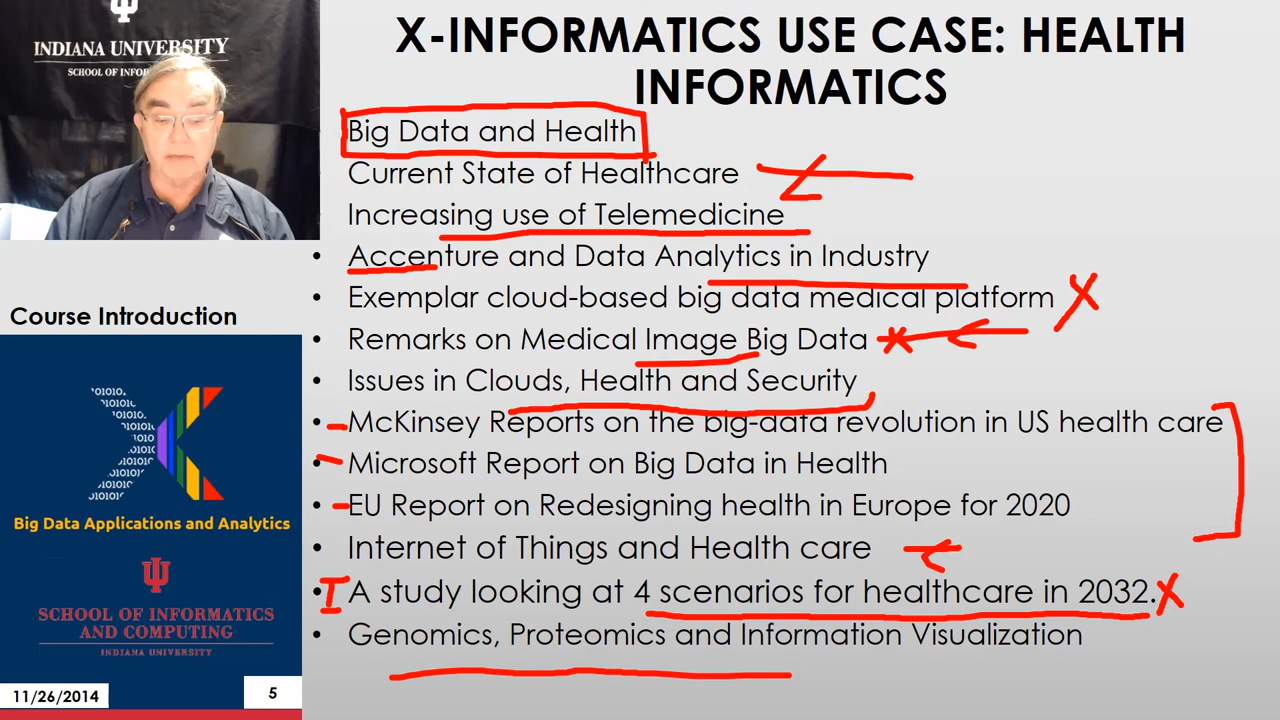 INDIANA UNIVERSITY
SCHOOL OF INFOR
X-INFORMATICS USE CASE: HEALTH
INFORMATICS
Big Data and Health
Current State of Healthcare
Increasing use of Telemedicine
• Accenture and Data Analytics in Industry
• Exemplar cloud-based big data medical platform
• Remarks on Medical Image Big Data
• Issues in Clouds, Health and Security
• McKinsey Reports on the big-data revolution in US health care
• Microsoft Report on Big Data in Health
• EU Report on Redesigning health in Europe for 2020
• Internet of Things and Health care
• A study looking at 4 scenarios for healthcare in 2032.
• Genomics, Proteomics and Information Visualization
Course Introduction
Big Data Applications and Analytics
SCHOOL OF INFORMATICS
AND COMPUTING
INDIANA UNIVERSITY
11/26/2014
5